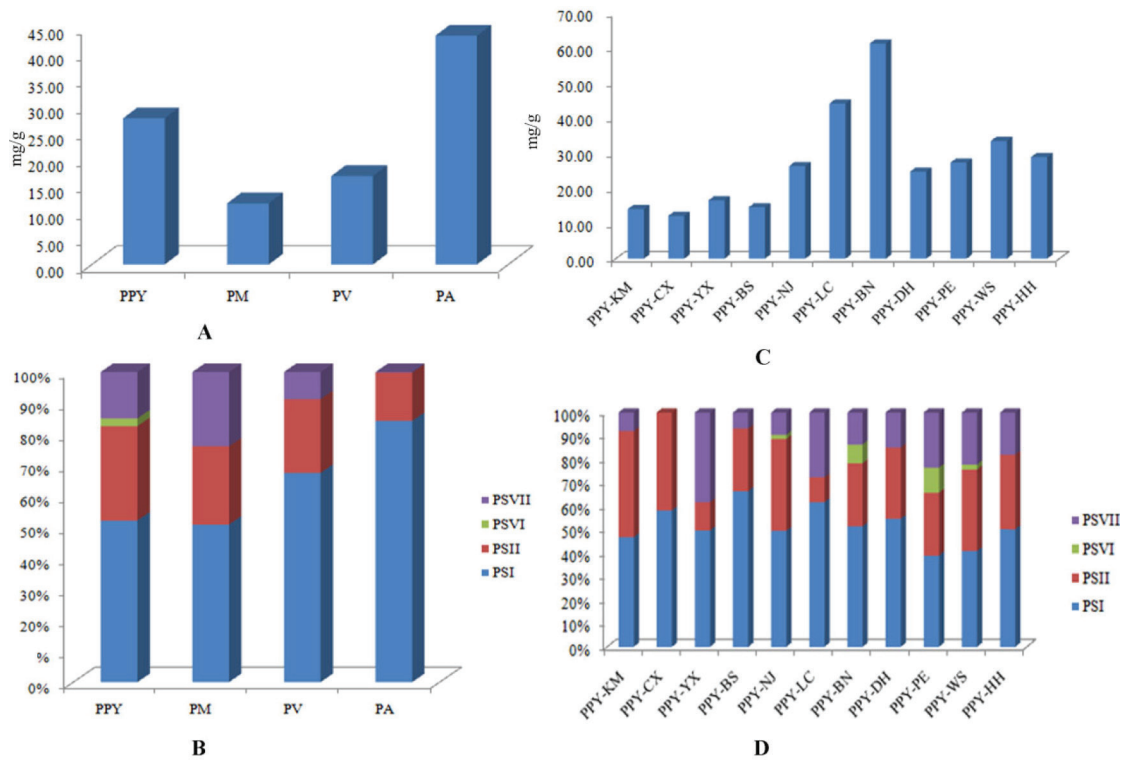 45.00
40.00
35.00
30.00
25.00
20.00
15.00
10.00
5.00
0.00
mg/g
PPY PM PV PA
A
100%
90%
80%
70%
60%
50%
40%
30%
20%
%
0%
PSVII
PSVI
PSII
PSI
PPY PM PV PA
B
70.00
60.00
50.00
40.00
30.00
20.00
10.00
0.00
mg/g
PPY-KM PPY-CX PPY-YX PPY-BS PPY-NJ PPY-LC PPY-BN PPY-DH PPY-PE PPY-WS PPY-HH
C
100%
90%
80%
70%
60%
50%
40%
30%
20%
10%
0%
PSVII
PSVI
PSII
PSI
PPY-KM PPY-CX PPY-YX PPY-BS PPY-NJ PPY-LC PPY-BN PPY-DH PPY-PE PPY-WS PPY-HH
D